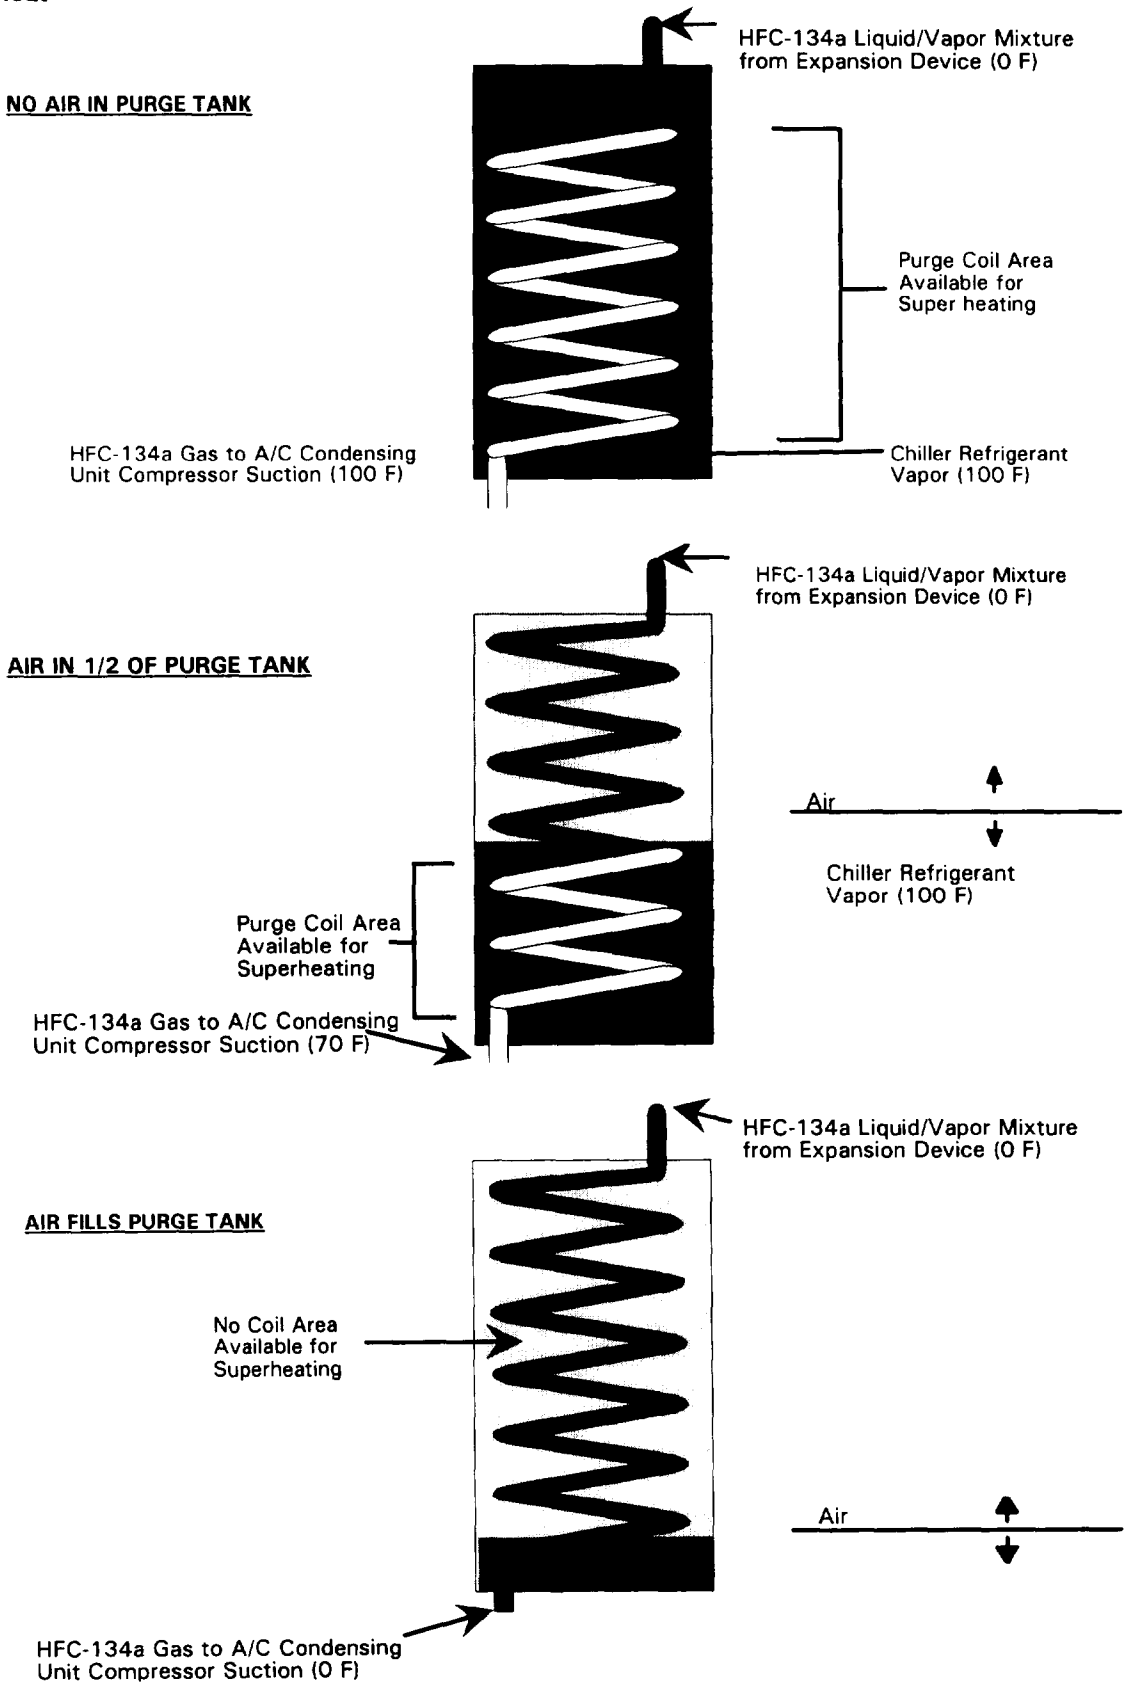 NO AIR IN PURGE TANK
HFC-134a Liquid/Vapor Mixture
from Expansion Device (0 F)
Purge Coil Area
Available for
Super heating
HFC-134a Gas to A/C Condensing
Unit Compressor Suction (100 F)
Chiller Refrigerant
Vapor (100 F)
AIR IN 1/2 OF PURGE TANK
HFC-134a Liquid/Vapor Mixture
from Expansion Device (0 F)
Air
Chiller Refrigerant
Vapor (100 F)
Purge Coil Area
Available for
Superheating
HFC-134a Gas to A/C Condensing
Unit Compressor Suction (70 F)
AIR FILLS PURGE TANK
HFC-134a Liquid/Vapor Mixture
from Expansion Device (0 F)
No Coil Area
Available for
Superheating
Air
HFC-134a Gas to A/C Condensing
Unit Compressor Suction (0 F)